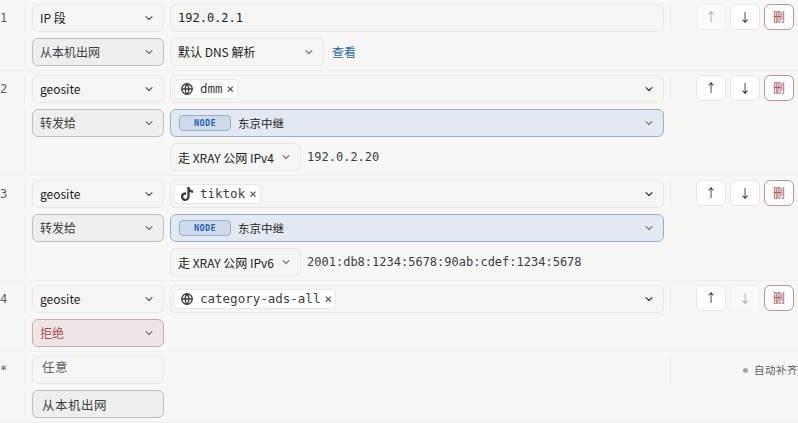 1 IP 段 192.0.2.1 ↑ ↓ 删
从本机出网 默认 DNS 解析 查看
2 geosite dmm × ↑ ↓ 删
转发给 NODE 东京中继
走 XRAY 公网 IPv4 192.0.2.20
3 geosite tiktok × ↑ ↓ 删
转发给 NODE 东京中继
走 XRAY 公网 IPv6 2001:db8:1234:5678:90ab:cdef:1234:5678
4 geosite category-ads-all × ↑ ↓ 删
拒绝
* 任意 自动补齐
从本机出网